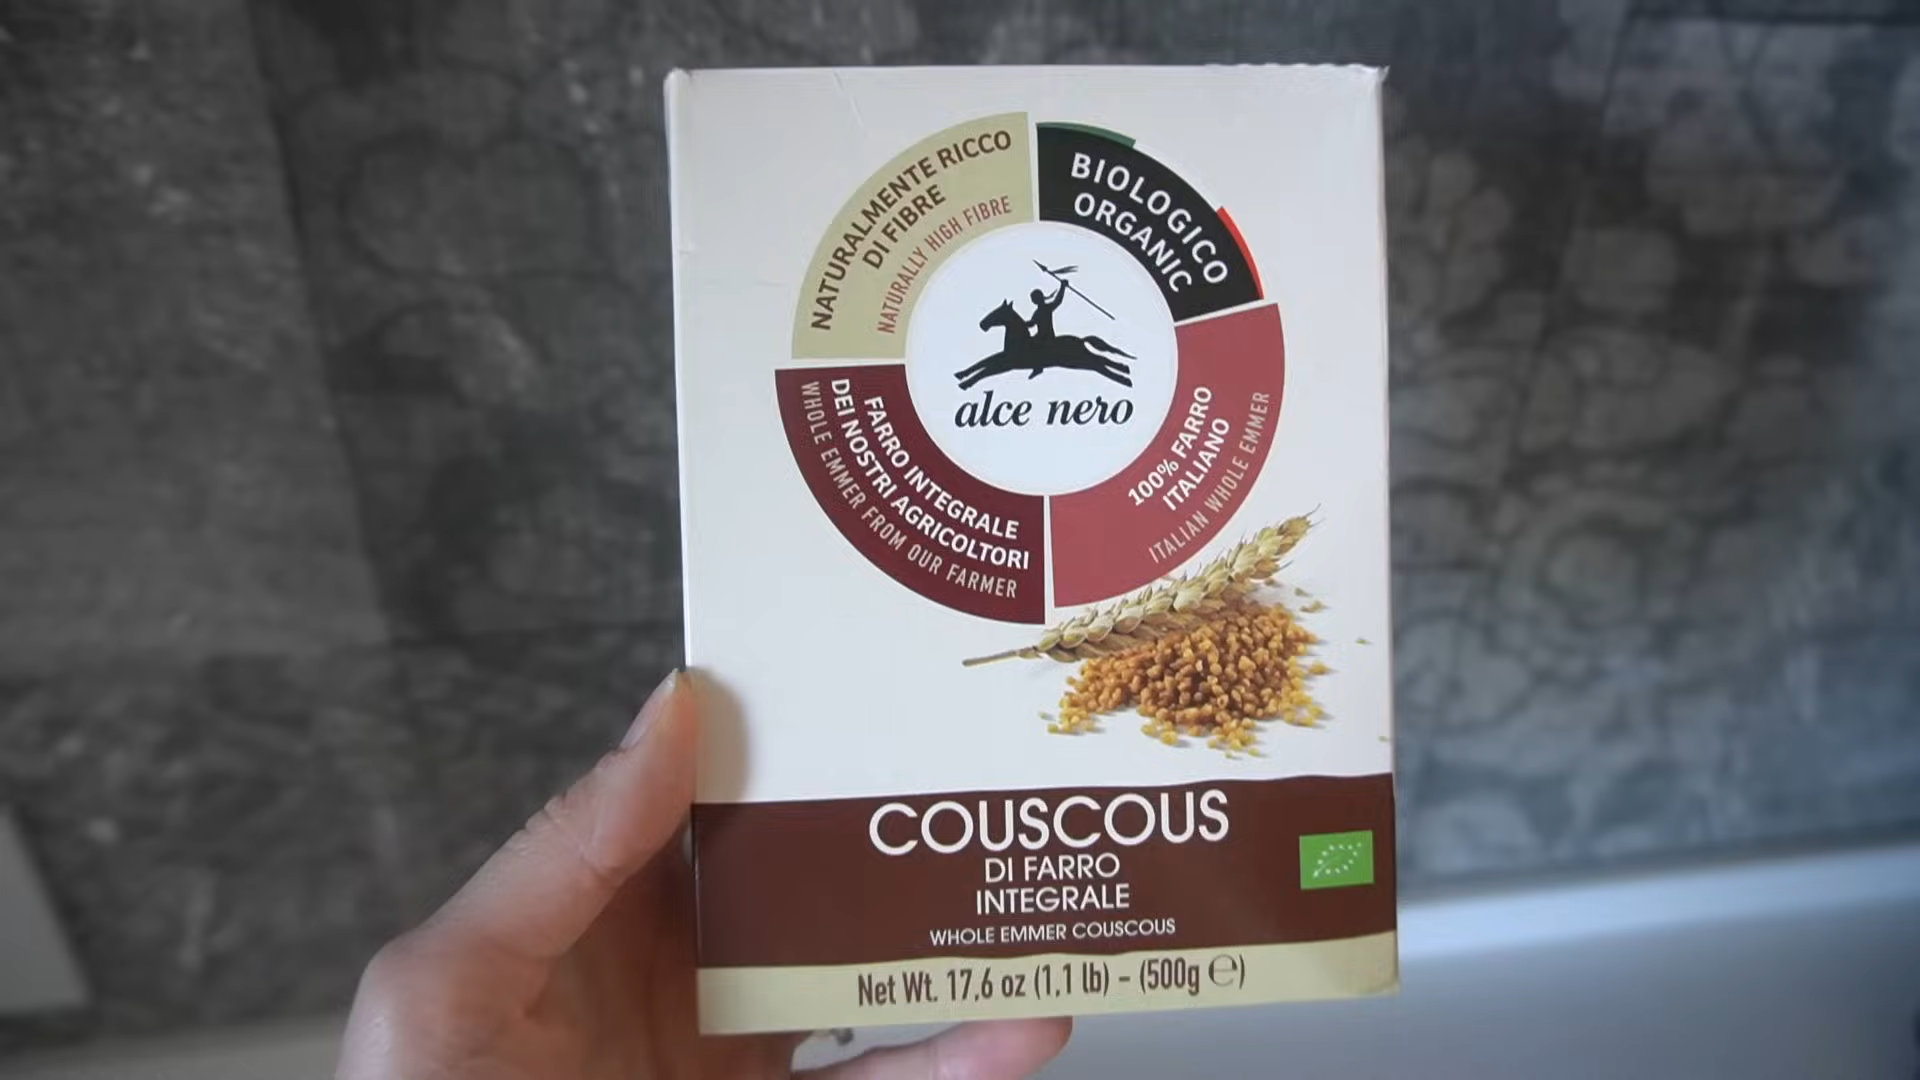 NATURALMENTE RICCO
DI FIBRE
NATURALLY HIGH FIBRE
BIOLOGICO
ORGANIC
alce nero
FARRO INTEGRALE
DEI NOSTRI AGRICOLTORI
WHOLE EMMER FROM OUR FARMER
100% FARRO
ITALIANO
ITALIAN WHOLE EMMER
COUSCOUS
DI FARRO
INTEGRALE
WHOLE EMMER COUSCOUS
Net Wt. 17,6 oz (1,1 lb) – (500g ℮)